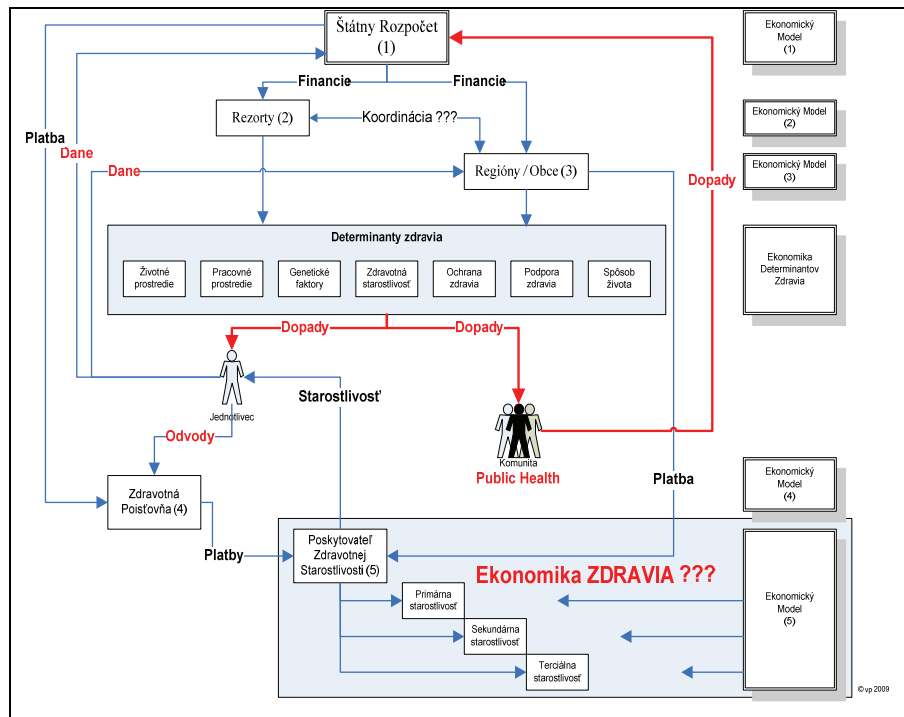 Štátny Rozpočet
(1)
Ekonomický
Model
(1)
Financie
Financie
Rezorty (2)
Koordinácia ???
Ekonomický Model
(2)
Platba
Dane
Dane
Regióny / Obce (3)
Ekonomický Model
(3)
Dopady
Determinanty zdravia
Životné
prostredie
Pracovné
prostredie
Genetické
faktory
Zdravotná
starostlivosť
Ochrana
zdravia
Podpora
zdravia
Spôsob
života
Ekonomika
Determinantov
Zdravia
Dopady
Dopady
Jednotlivec
Starostlivosť
Odvody
Komunita
Public Health
Platba
Zdravotná
Poisťovňa (4)
Ekonomický
Model
(4)
Platby
Poskytovateľ
Zdravotnej
Starostlivosti (5)
Ekonomika ZDRAVIA ???
Primárna
starostlivosť
Sekundárna
starostlivosť
Terciálna
starostlivosť
Ekonomický
Model
(5)
© vp 2009